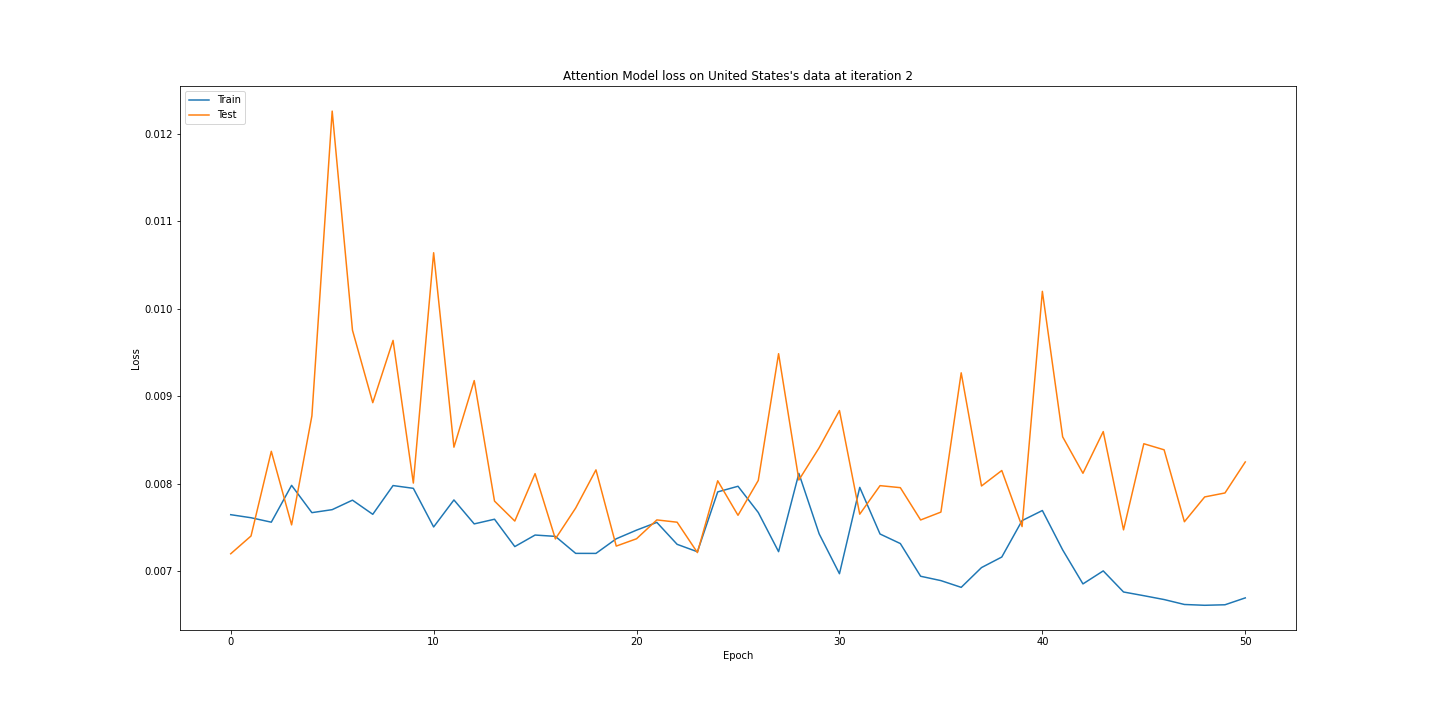 Attention Model loss on United States's data at iteration 2
Train
Test
0.012
0.011
0.010
0.009
0.008
0.007
Loss
0 10 20 30 40 50
Epoch